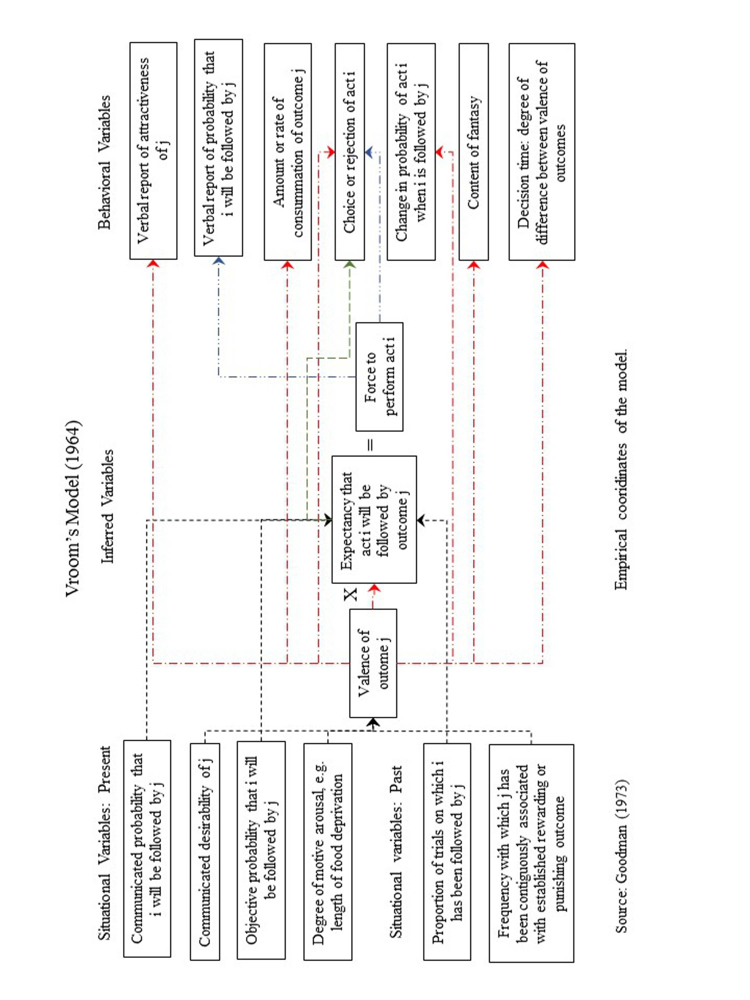 Vroom's Model (1964)
Situational Variables: Present
Inferred Variables
Behavioral Variables
Communicated probability that
i will be followed by j
Communicated desirability of j
Objective probability that i will
be followed by j
Degree of motive arousal, e.g.
length of food deprivation
Situational variables: Past
Proportion of trials on which i
has been followed by j
Frequency with which j has
been contiguously associated
with established rewarding or
punishing outcome
Valence of
outome j
X
Expectancy that
act i will be
followed by
outcome j
=
Force to
perform act i
Verbal report of attractiveness
of j
Verbal report of probability that
i will be followed by j
Amount or rate of
consummation of outcome j
Choice or rejection of act i
Change in probability of act i
when i is followed by j
Content of fantasy
Decision time: degree of
difference between valence of
outcomes
Source: Goodman (1973)
Empirical cooridinates of the model.